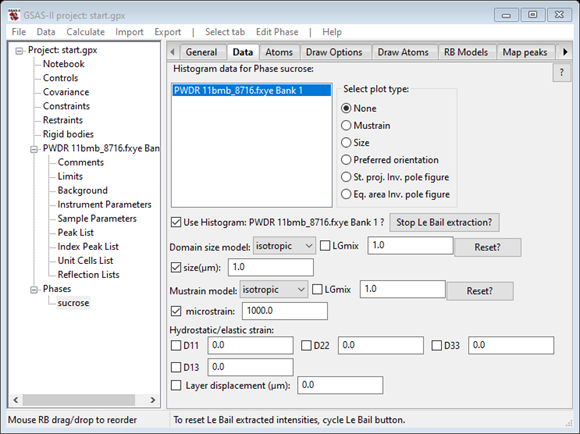 GSAS-II project: start.gpx
File Data Calculate Import Export | Select tab Edit Phase |
Project: start.gpx
Notebook
Controls
Covariance
Constraints
Restraints
Rigid bodies
PWDR 11bmb_8716.fxye Ban
Comments
Limits
Background
Instrument Parameters
Sample Parameters
Peak List
Index Peak List
Unit Cells List
Reflection Lists
Phases
sucrose
General Data Atoms Draw Options Draw Atoms RB Models Map peaks
Histogram data for Phase sucrose:
?
PWDR 11bmb_8716.fxye Bank 1
Select plot type:
None
Mustrain
Size
Preferred orientation
St. proj. Inv. pole figure
Eq. area Inv. pole figure
Use Histogram: PWDR 11bmb_8716.fxye Bank 1 ? Stop Le Bail extraction?
Domain size model: isotropic LGmix 1.0 Reset?
size(μm): 1.0
Mustrain model: isotropic LGmix 1.0 Reset?
microstrain: 1000.0
Hydrostatic/elastic strain:
D11 0.0 D22 0.0 D33 0.0
D13 0.0
Layer displacement (μm): 0.0
Mouse RB drag/drop to reorder
To reset Le Bail extracted intensities, cycle Le Bail button.